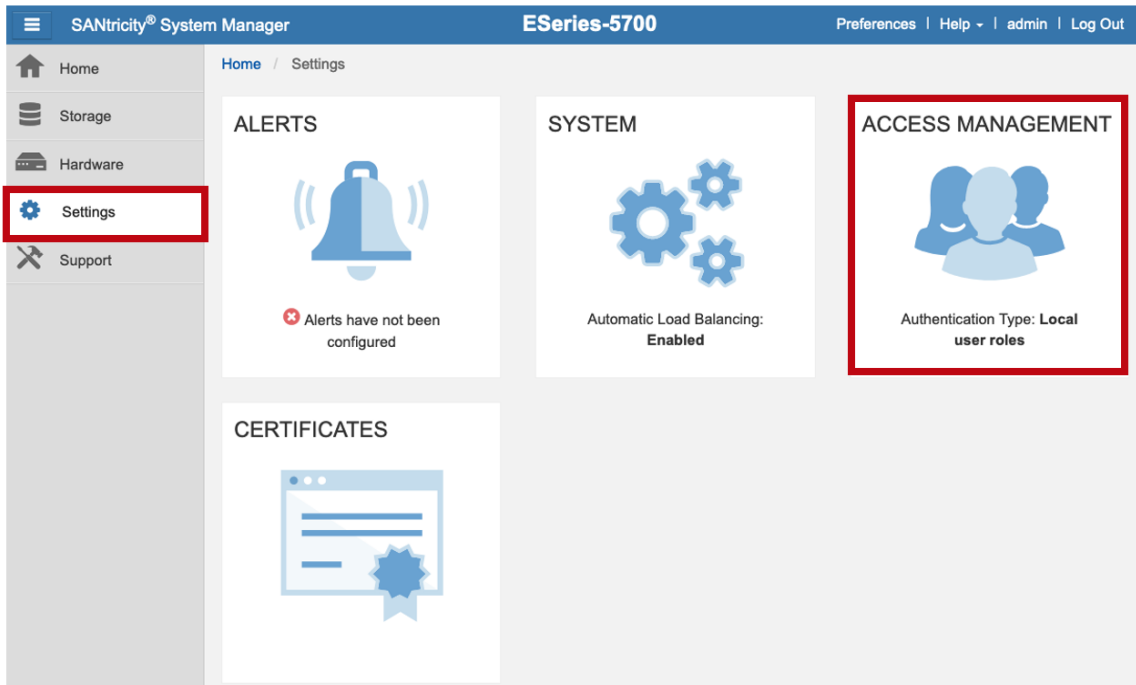 SANtricity® System Manager
ESeries-5700
Preferences | Help | admin | Log Out
Home
Storage
Hardware
Settings
Support
Home / Settings
ALERTS
Alerts have not been
configured
SYSTEM
Automatic Load Balancing:
Enabled
ACCESS MANAGEMENT
Authentication Type: Local
user roles
CERTIFICATES